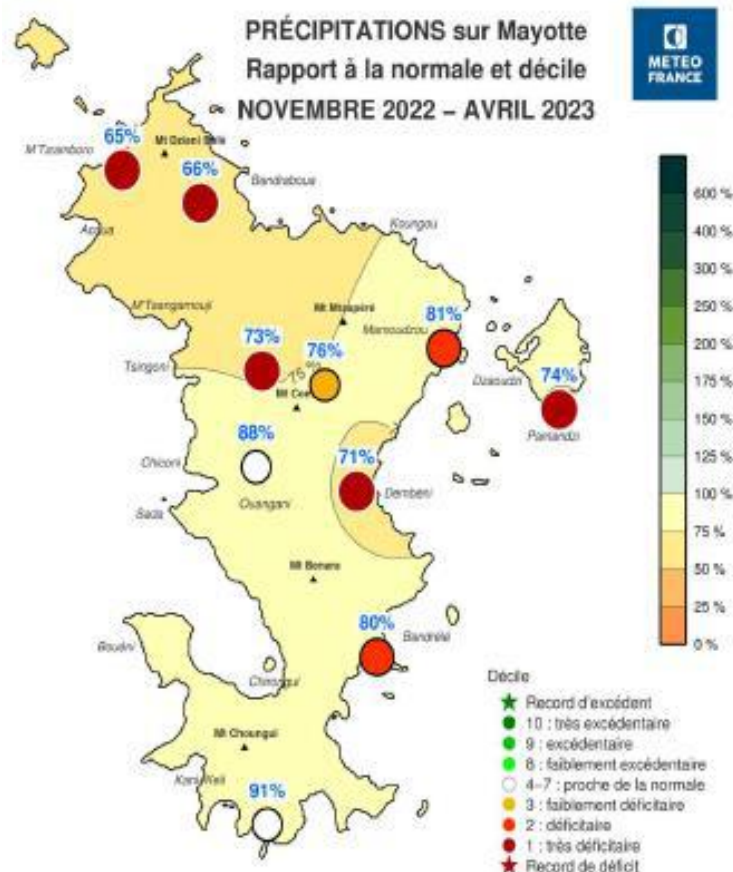 PRÉCIPITATIONS sur Mayotte
Rapport à la normale et décile
NOVEMBRE 2022 – AVRIL 2023
METEO
FRANCE
65%
M'Tzamboro
66%
Bandraboua
Acoua
Koungou
M'Tsangamouji
Mamoudzou
81%
73%
76%
75 %
Tsingoni
Dzaoudzi
74%
Pamandzi
88%
Chiconi
Ouangani
71%
Dembeni
Sada
Mt Benara
80%
Bandrélé
Bouéni
Chirongui
Mt Choungui
Kani-Kéli
91%
600 %
400 %
300 %
250 %
200 %
175 %
150 %
125 %
100 %
75 %
50 %
25 %
0 %
Décile
Record d'excédent
10 : très excédentaire
9 : excédentaire
8 : faiblement excédentaire
4–7 : proche de la normale
3 : faiblement déficitaire
2 : déficitaire
1 : très déficitaire
Record de déficit